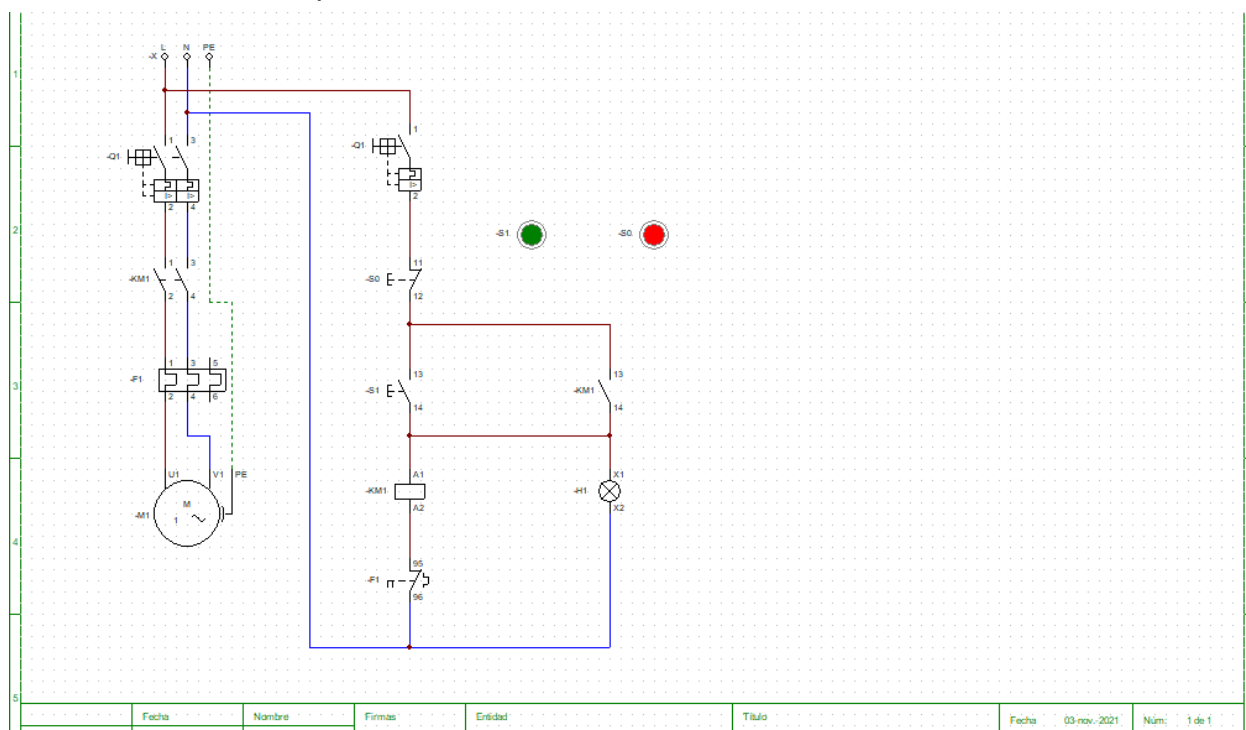 L N PE
-X
1
1
1 3
-Q1
-Q1
I> I>
I>
2 4
2
2
-S1
-S0
1 3
11
-KM1
-S0
2 4
12
1 3 5
13
13
-F1
3
-S1
-KM1
2 4 6
14
14
U1 V1 PE
A1
X1
M
-KM1
-H1
-M1
1
A2
X2
4
95
-F1
96
5
Fecha Nombre Firmas Entidad Título Fecha 03-nov.-2021 Núm: 1 de 1